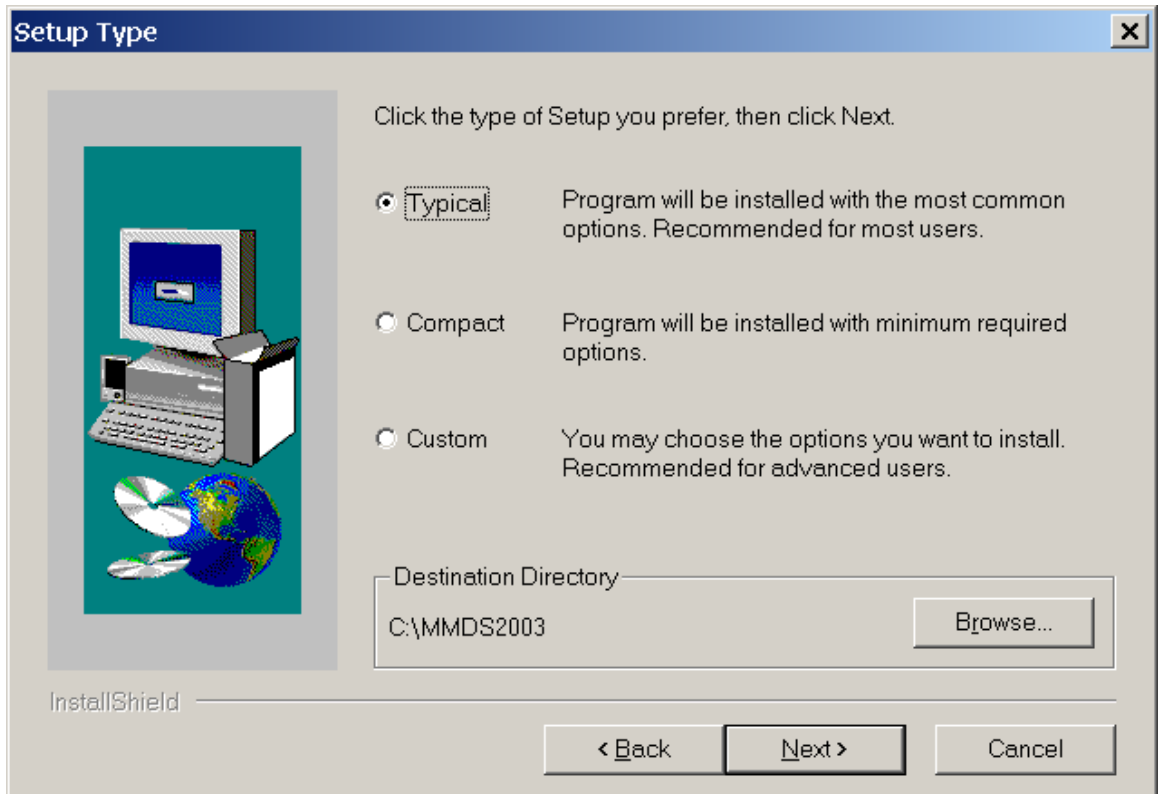 Setup Type
Click the type of Setup you prefer, then click Next.
Typical
Program will be installed with the most common
options. Recommended for most users.
Compact
Program will be installed with minimum required
options.
Custom
You may choose the options you want to install.
Recommended for advanced users.
Destination Directory
C:\MMDS2003
Browse...
InstallShield
< Back
Next >
Cancel